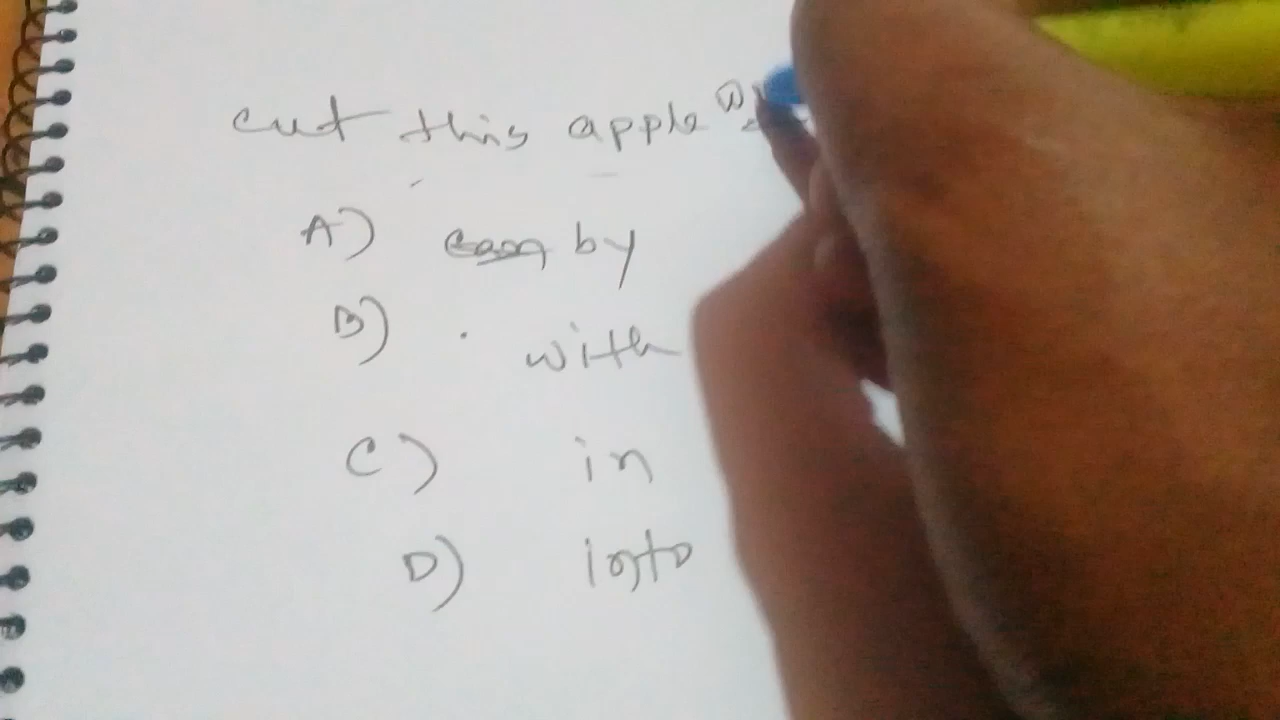 cut this apple
A) by
B) with
C) in
D) into